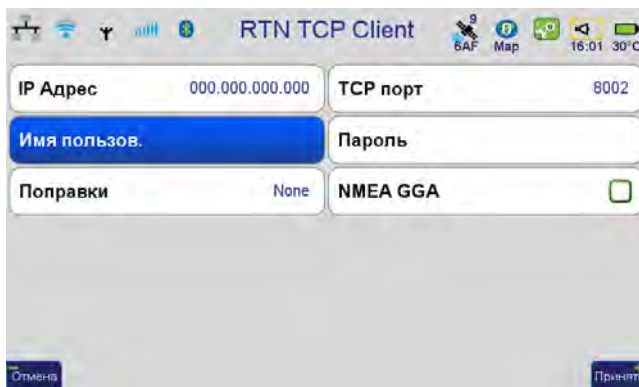 RTN TCP Client
9
6AF
Map
16:01 30°C
IP Адрес 000.000.000.000
TCP порт 8002
Имя пользов.
Пароль
Поправки None
NMEA GGA
Отмена
Принят